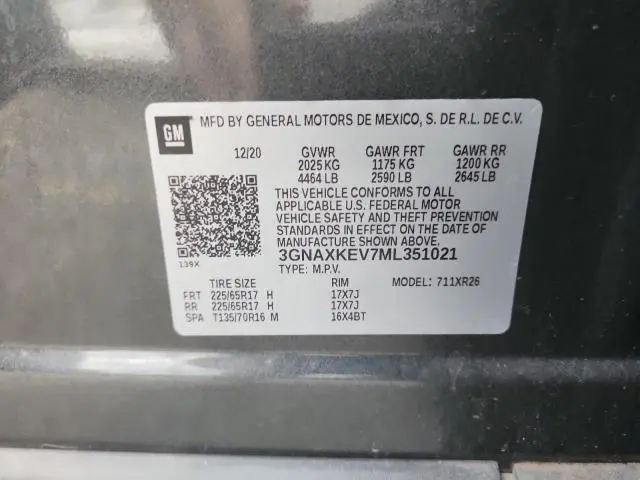 GM
MFD BY GENERAL MOTORS DE MEXICO, S. DE R.L. DE C.V.
12/20 GVWR GAWR FRT GAWR RR
2025 KG 1175 KG 1200 KG
4464 LB 2590 LB 2645 LB
THIS VEHICLE CONFORMS TO ALL
APPLICABLE U.S. FEDERAL MOTOR
VEHICLE SAFETY AND THEFT PREVENTION
STANDARDS IN EFFECT ON THE DATE OF
MANUFACTURE SHOWN ABOVE.
139X 3GNAXKEV7ML351021
TYPE: M.P.V.
TIRE SIZE RIM MODEL: 711XR26
FRT 225/65R17 H 17X7J
RR 225/65R17 H 17X7J
SPA T135/70R16 M 16X4BT